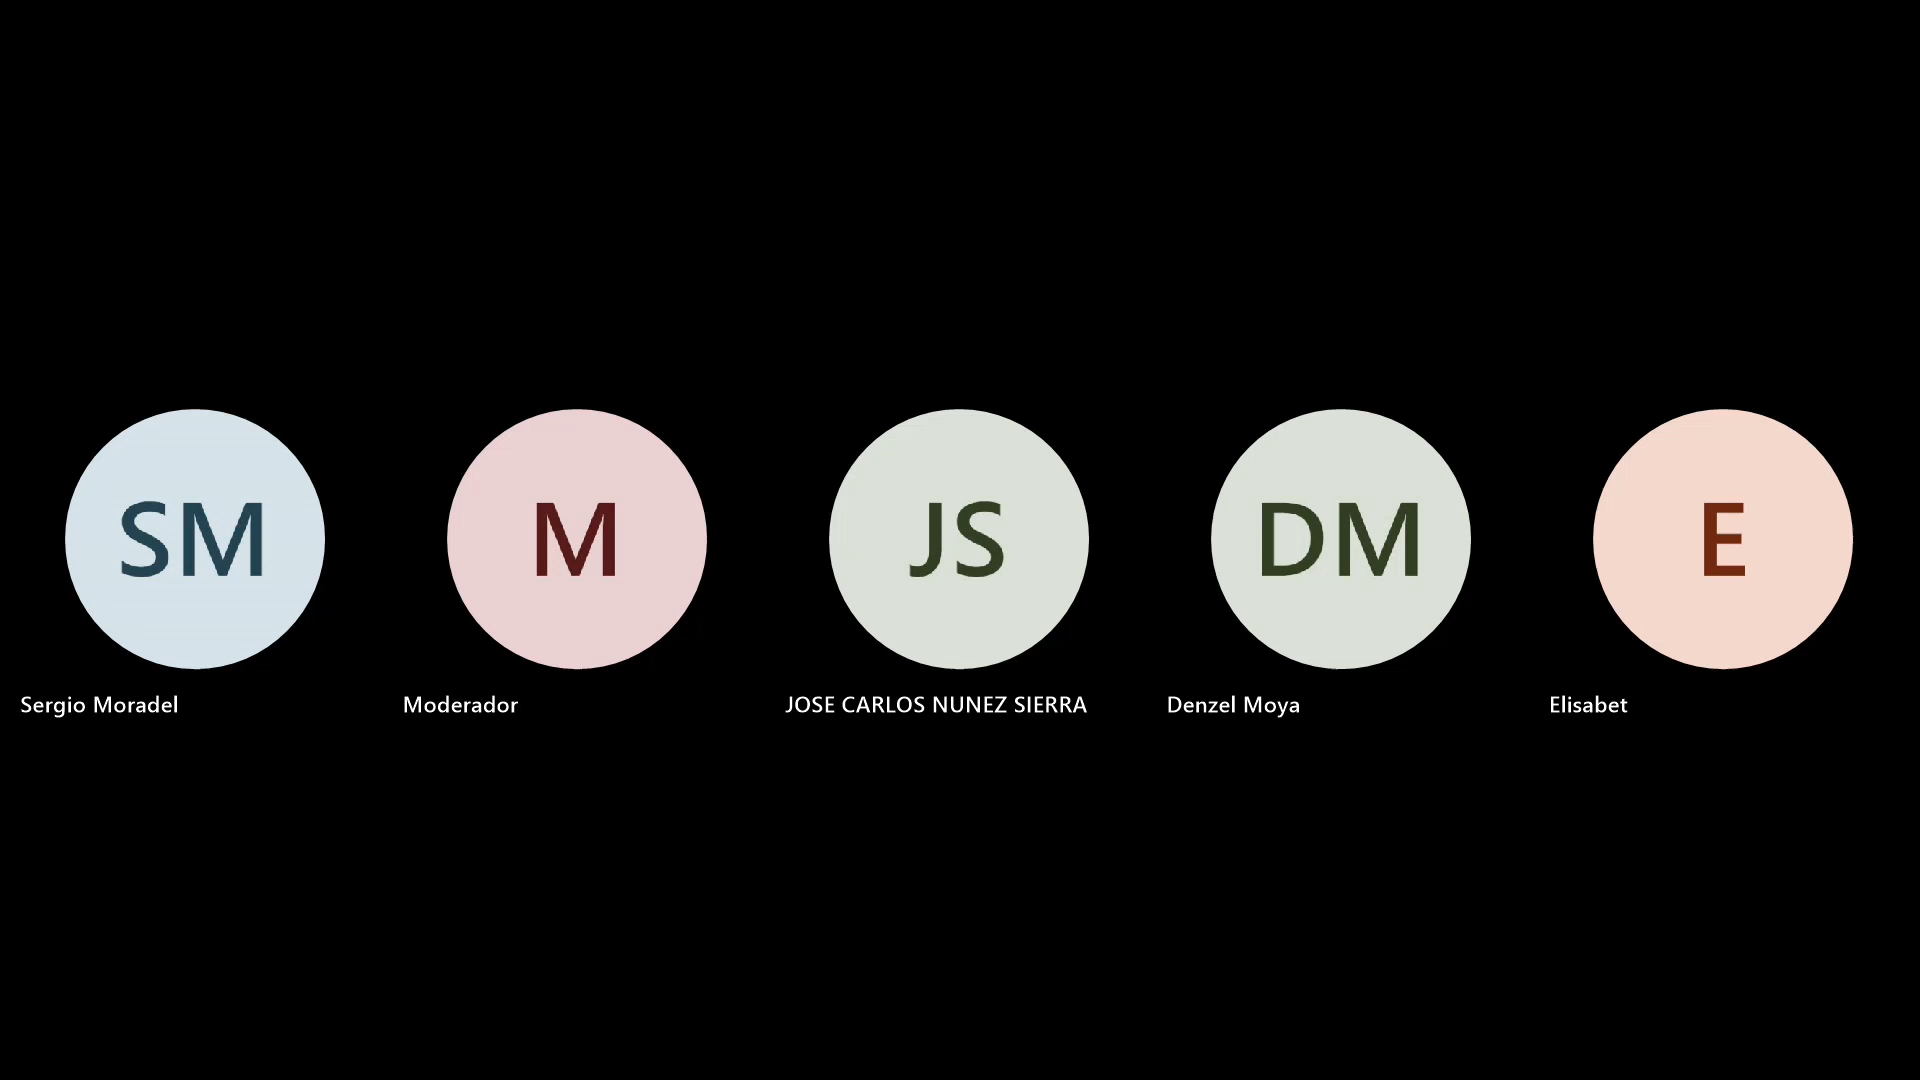 SM
M
JS
DM
E
Sergio Moradel
Moderador
JOSE CARLOS NUNEZ SIERRA
Denzel Moya
Elisabet